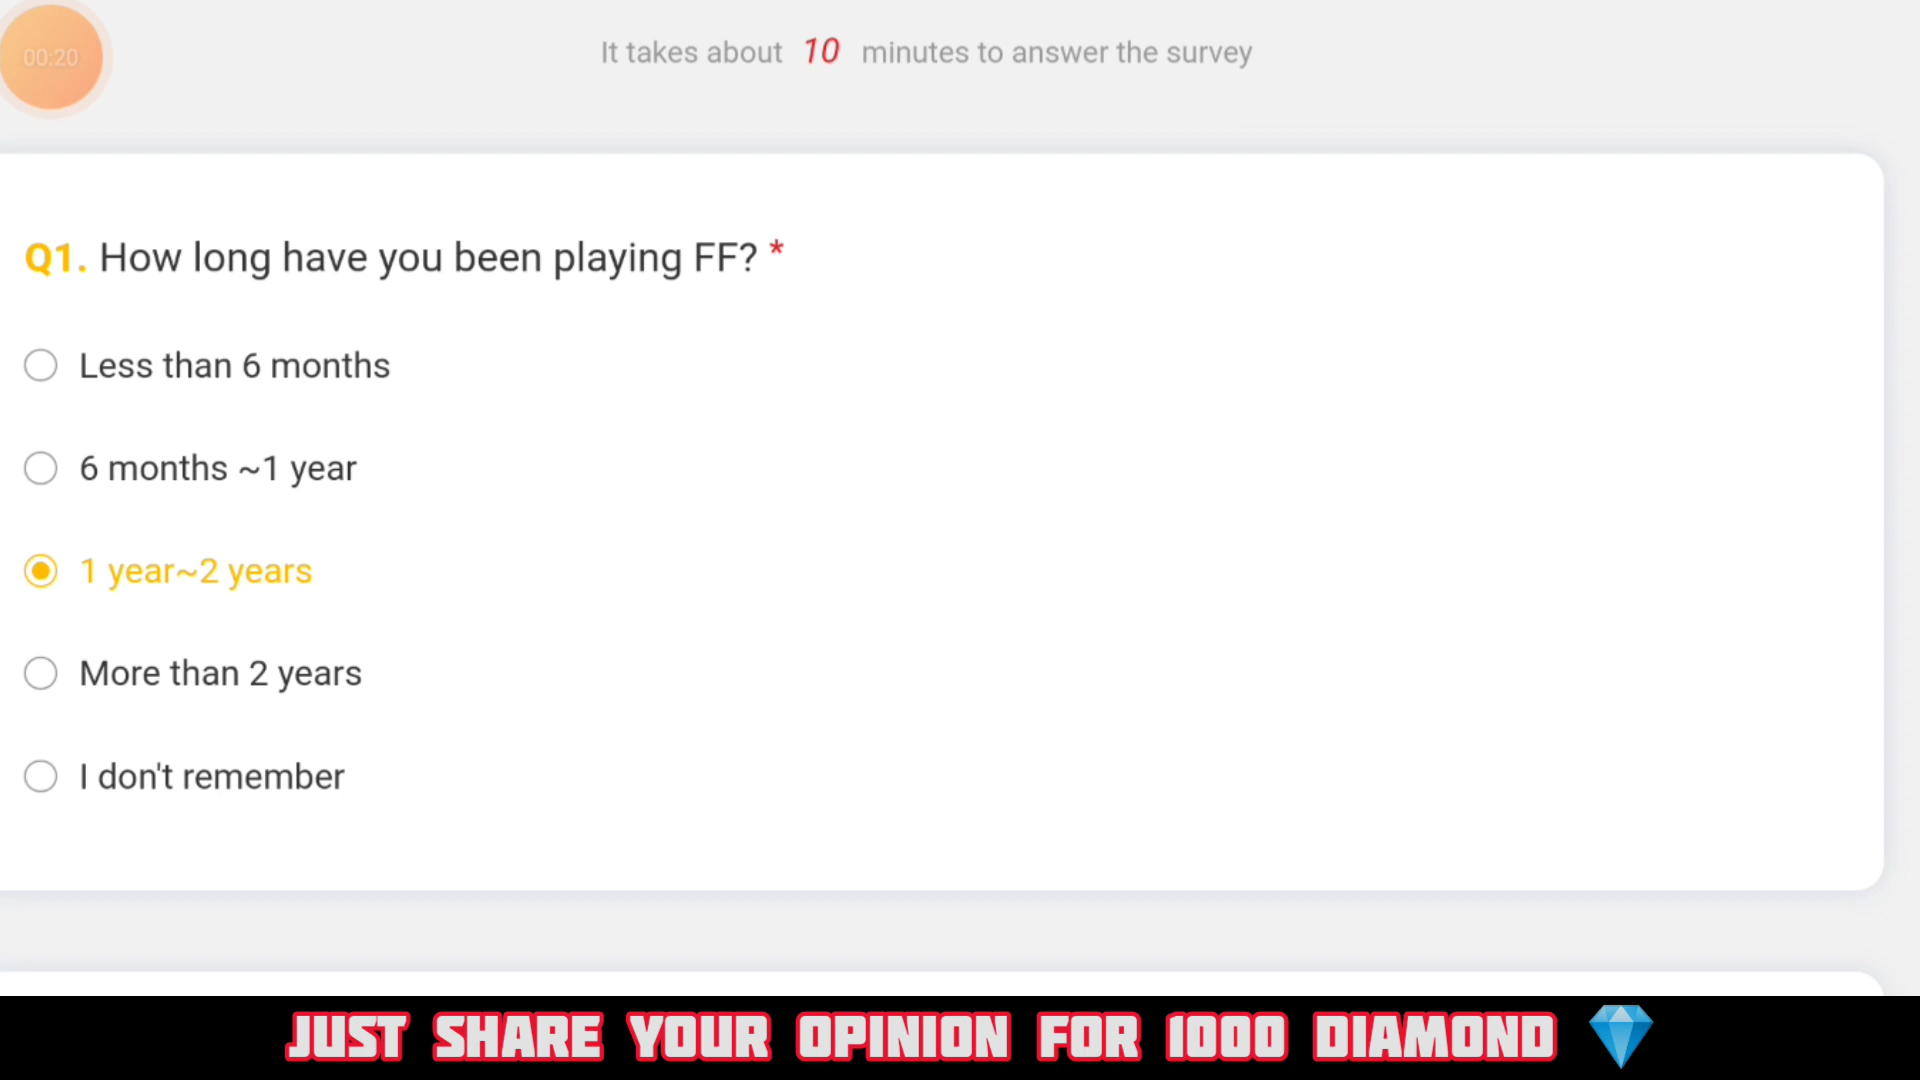 00:20
It takes about 10 minutes to answer the survey
Q1. How long have you been playing FF? *
Less than 6 months
6 months ~1 year
1 year~2 years
More than 2 years
I don't remember
JUST SHARE YOUR OPINION FOR 1000 DIAMOND 💎